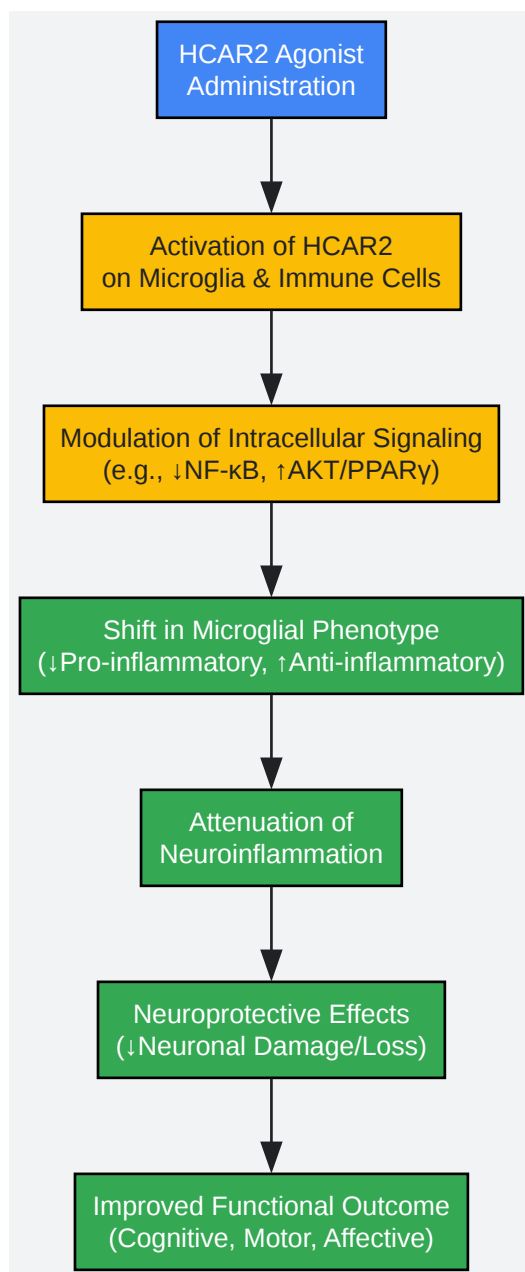 HCAR2 Agonist
Administration
Activation of HCAR2
on Microglia & Immune Cells
Modulation of Intracellular Signaling
(e.g., ↓NF-κB, ↑AKT/PPARγ)
Shift in Microglial Phenotype
(↓Pro-inflammatory, ↑Anti-inflammatory)
Attenuation of
Neuroinflammation
Neuroprotective Effects
(↓Neuronal Damage/Loss)
Improved Functional Outcome
(Cognitive, Motor, Affective)